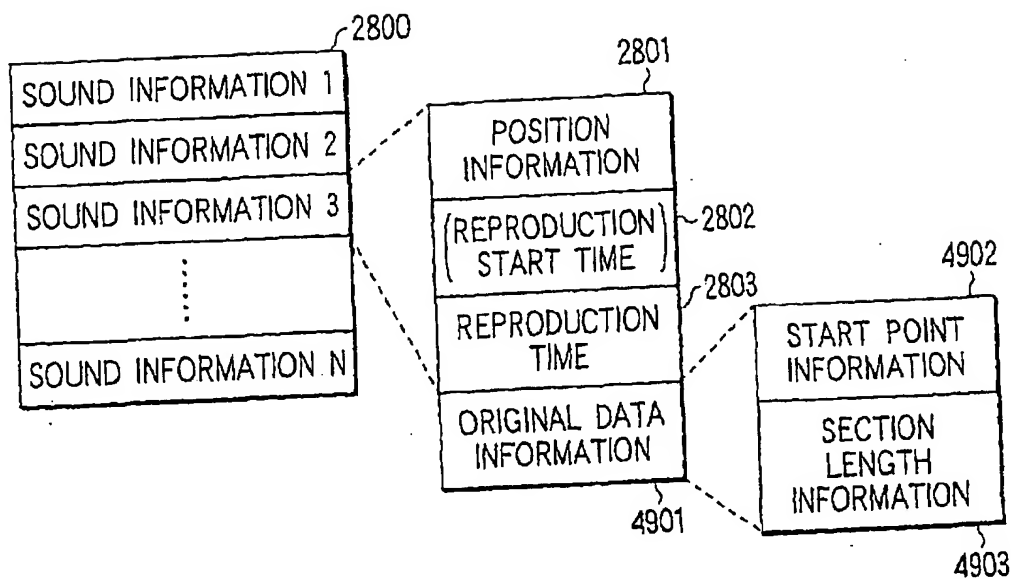 2800
SOUND INFORMATION 1
SOUND INFORMATION 2
SOUND INFORMATION 3
SOUND INFORMATION N
2801
POSITION
INFORMATION
(REPRODUCTION
START TIME)
2802
REPRODUCTION
TIME
2803
ORIGINAL DATA
INFORMATION
4901
4902
START POINT
INFORMATION
SECTION
LENGTH
INFORMATION
4903